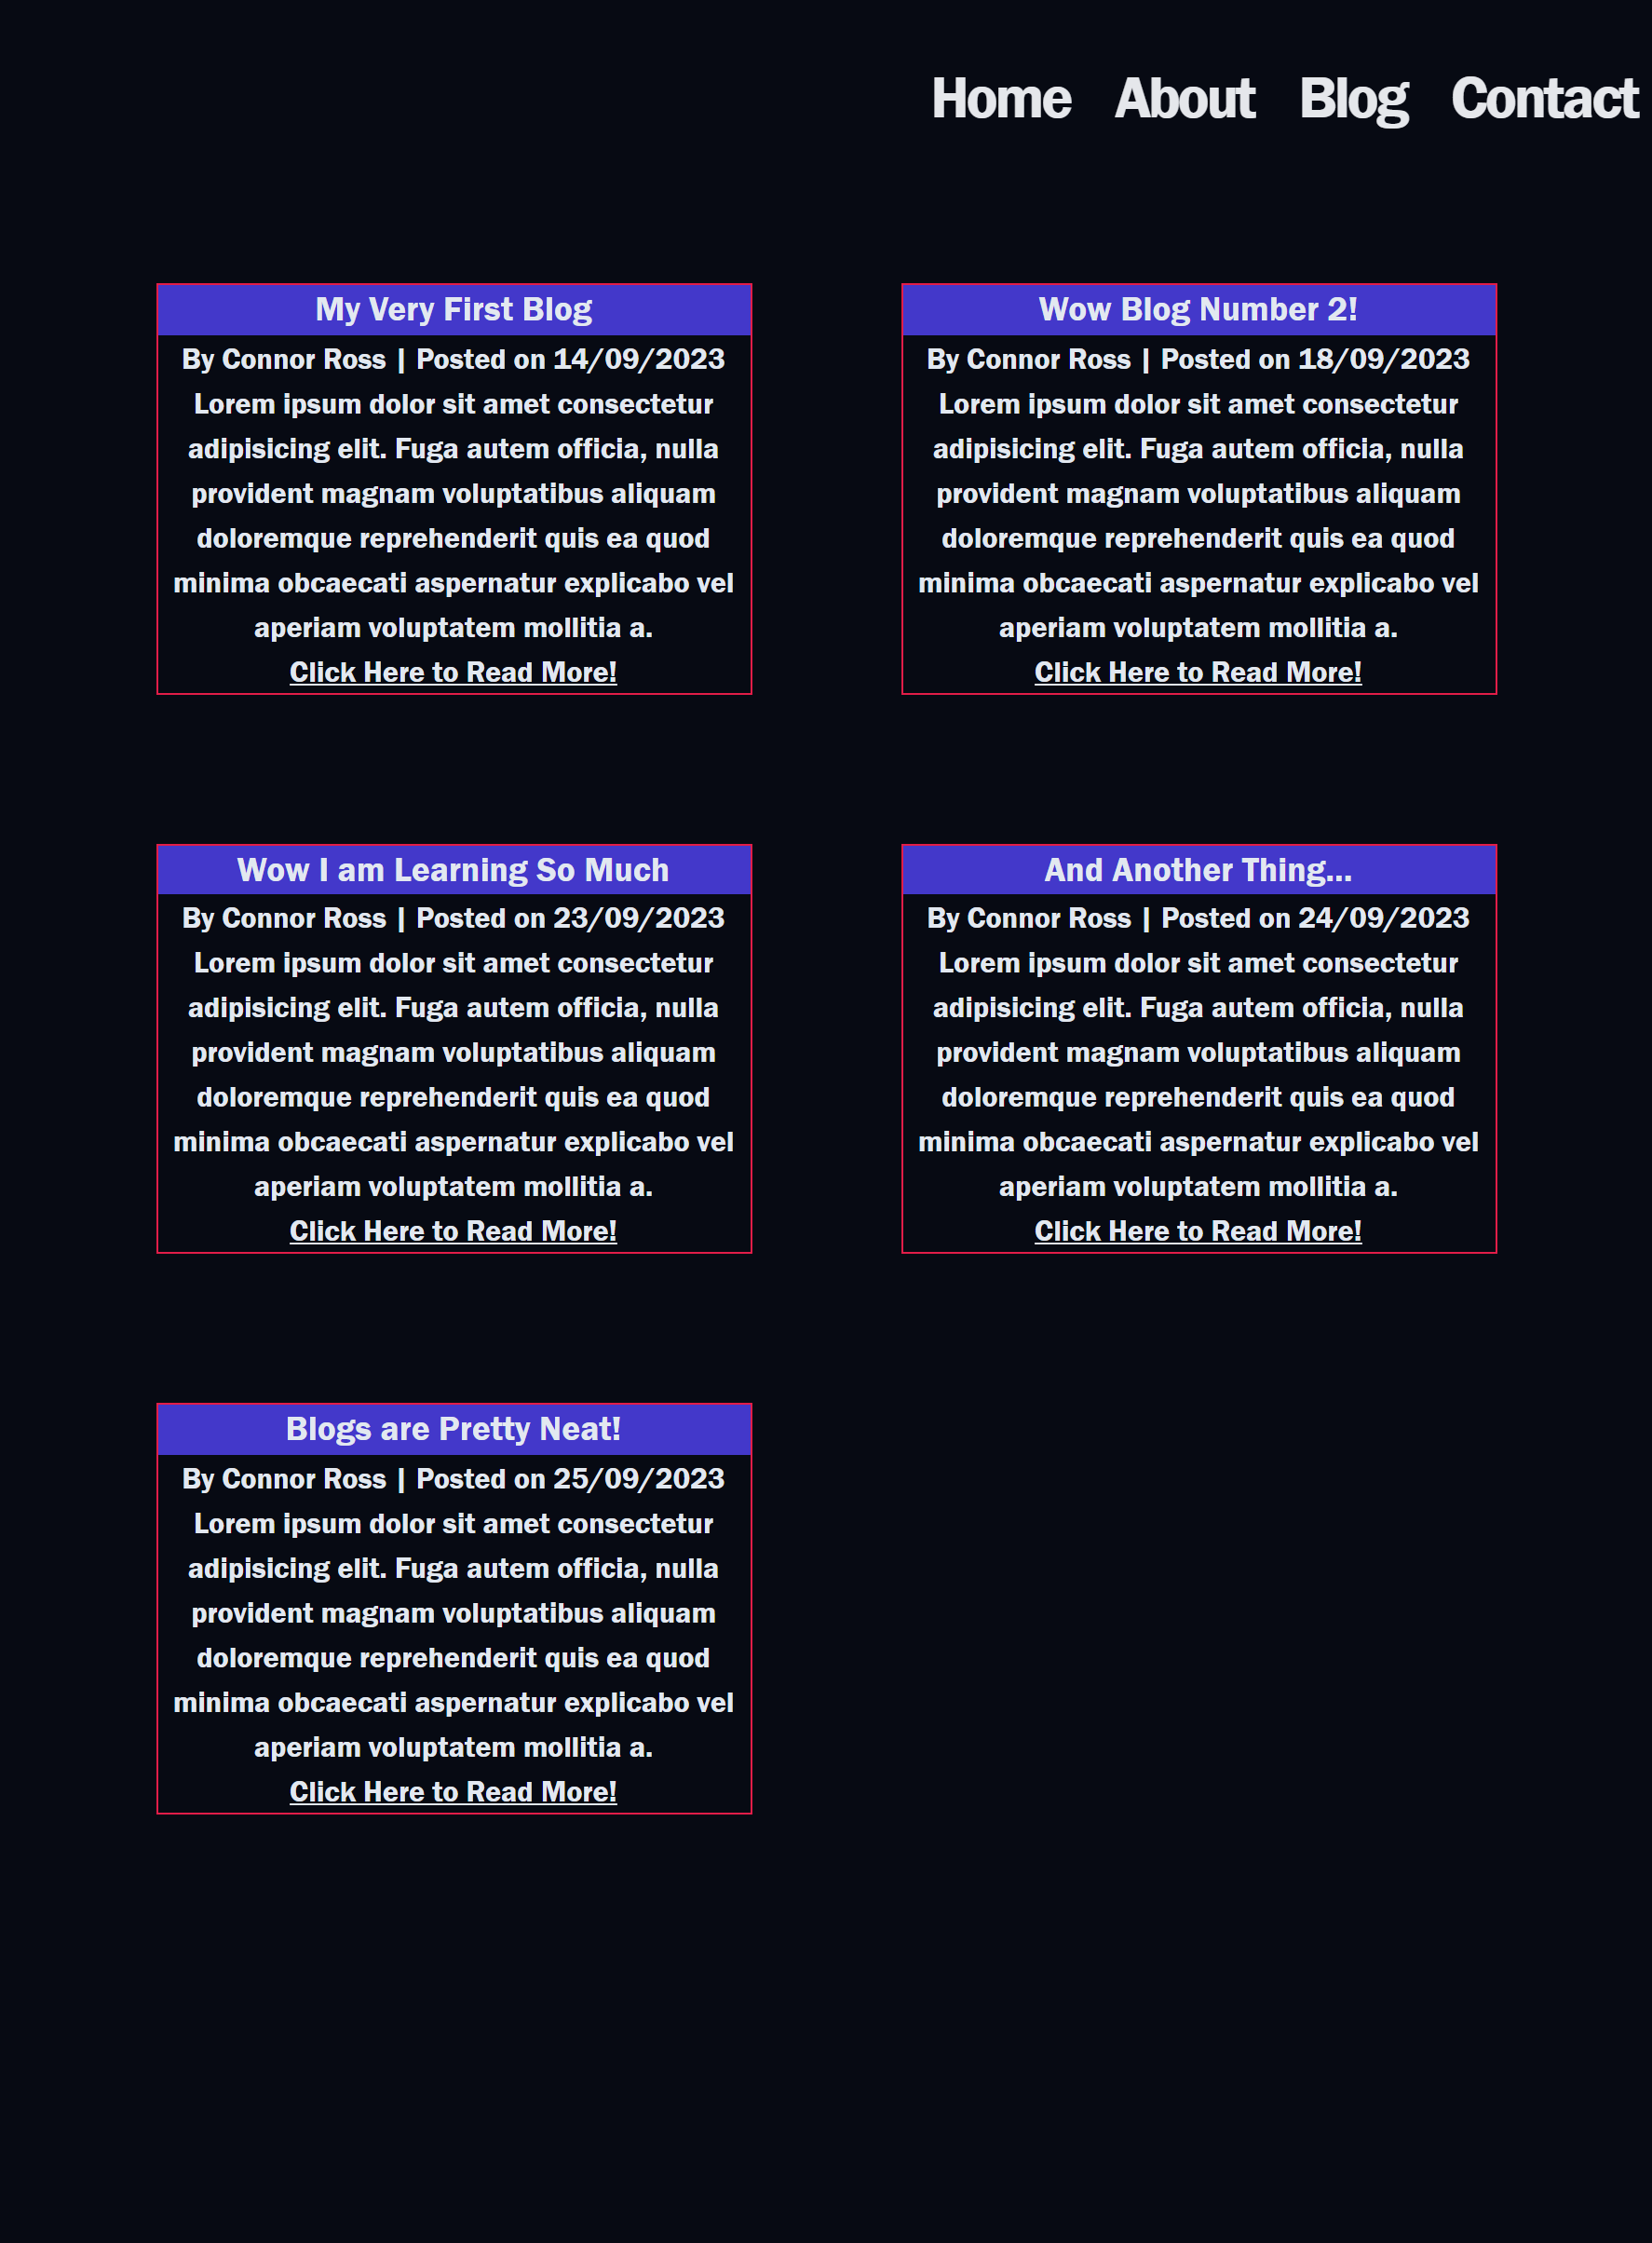 Home About Blog Contact
My Very First Blog
By Connor Ross | Posted on 14/09/2023
Lorem ipsum dolor sit amet consectetur
adipisicing elit. Fuga autem officia, nulla
provident magnam voluptatibus aliquam
doloremque reprehenderit quis ea quod
minima obcaecati aspernatur explicabo vel
aperiam voluptatem mollitia a.
Click Here to Read More!
Wow Blog Number 2!
By Connor Ross | Posted on 18/09/2023
Lorem ipsum dolor sit amet consectetur
adipisicing elit. Fuga autem officia, nulla
provident magnam voluptatibus aliquam
doloremque reprehenderit quis ea quod
minima obcaecati aspernatur explicabo vel
aperiam voluptatem mollitia a.
Click Here to Read More!
Wow I am Learning So Much
By Connor Ross | Posted on 23/09/2023
Lorem ipsum dolor sit amet consectetur
adipisicing elit. Fuga autem officia, nulla
provident magnam voluptatibus aliquam
doloremque reprehenderit quis ea quod
minima obcaecati aspernatur explicabo vel
aperiam voluptatem mollitia a.
Click Here to Read More!
And Another Thing...
By Connor Ross | Posted on 24/09/2023
Lorem ipsum dolor sit amet consectetur
adipisicing elit. Fuga autem officia, nulla
provident magnam voluptatibus aliquam
doloremque reprehenderit quis ea quod
minima obcaecati aspernatur explicabo vel
aperiam voluptatem mollitia a.
Click Here to Read More!
Blogs are Pretty Neat!
By Connor Ross | Posted on 25/09/2023
Lorem ipsum dolor sit amet consectetur
adipisicing elit. Fuga autem officia, nulla
provident magnam voluptatibus aliquam
doloremque reprehenderit quis ea quod
minima obcaecati aspernatur explicabo vel
aperiam voluptatem mollitia a.
Click Here to Read More!